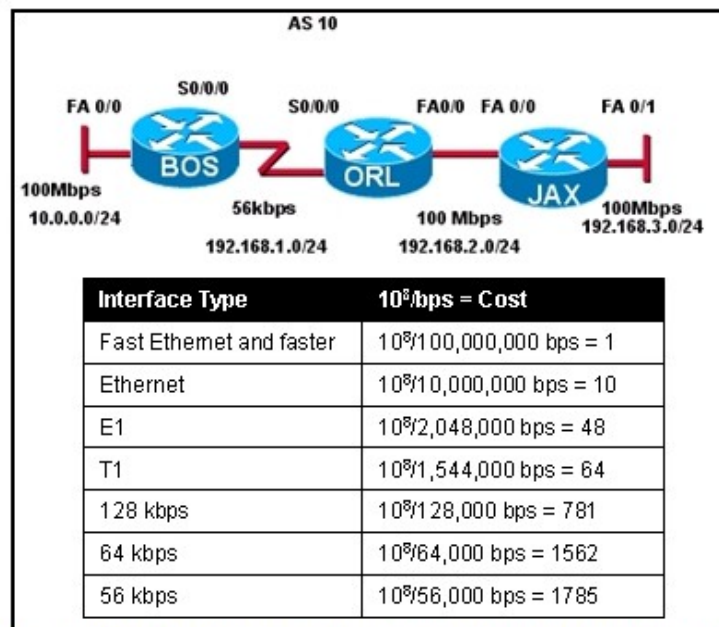 AS 10
S0/0/0
FA 0/0
S0/0/0
FA0/0
FA 0/0
FA 0/1
BOS
ORL
JAX
100Mbps
10.0.0.0/24
56kbps
192.168.1.0/24
100 Mbps
192.168.2.0/24
100Mbps
192.168.3.0/24
Interface Type 10⁸/bps = Cost
Fast Ethernet and faster 10⁸/100,000,000 bps = 1
Ethernet 10⁸/10,000,000 bps = 10
E1 10⁸/2,048,000 bps = 48
T1 10⁸/1,544,000 bps = 64
128 kbps 10⁸/128,000 bps = 781
64 kbps 10⁸/64,000 bps = 1562
56 kbps 10⁸/56,000 bps = 1785